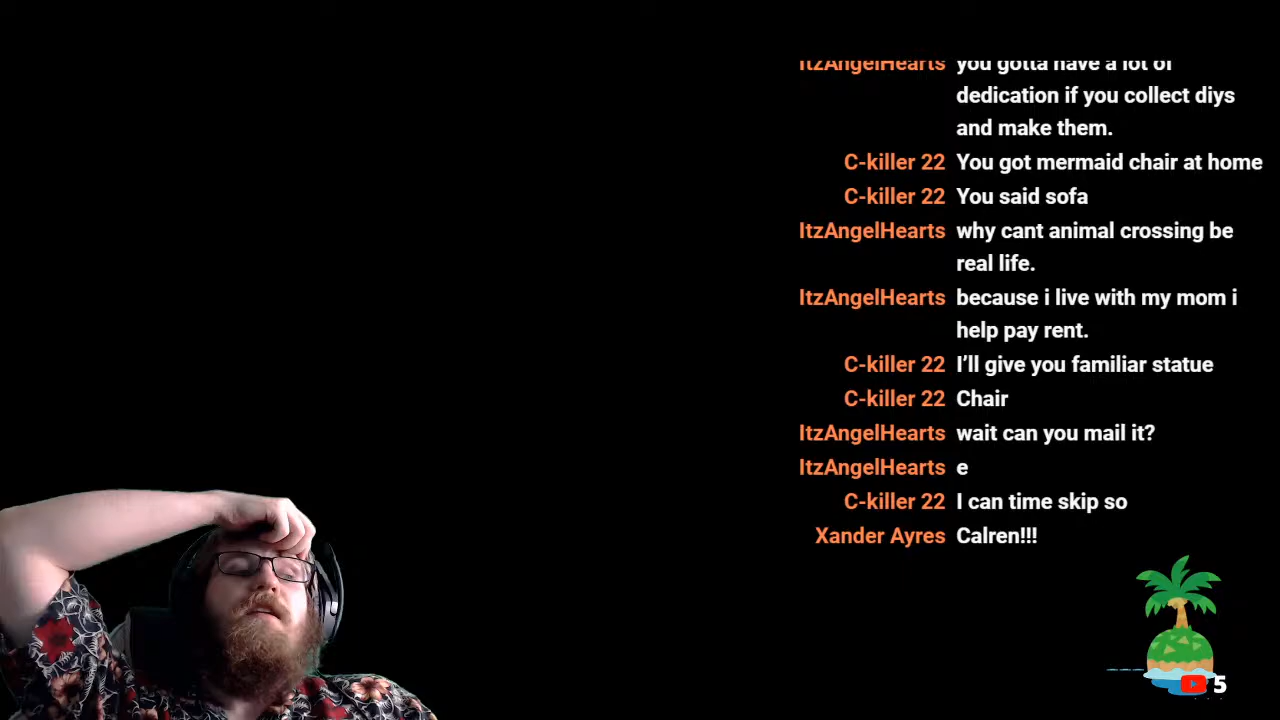 ItzAngelHearts you gotta have a lot of
dedication if you collect diys
and make them.
C-killer 22 You got mermaid chair at home
C-killer 22 You said sofa
ItzAngelHearts why cant animal crossing be
real life.
ItzAngelHearts because i live with my mom i
help pay rent.
C-killer 22 I’ll give you familiar statue
C-killer 22 Chair
ItzAngelHearts wait can you mail it?
ItzAngelHearts e
C-killer 22 I can time skip so
Xander Ayres Calren!!!
5